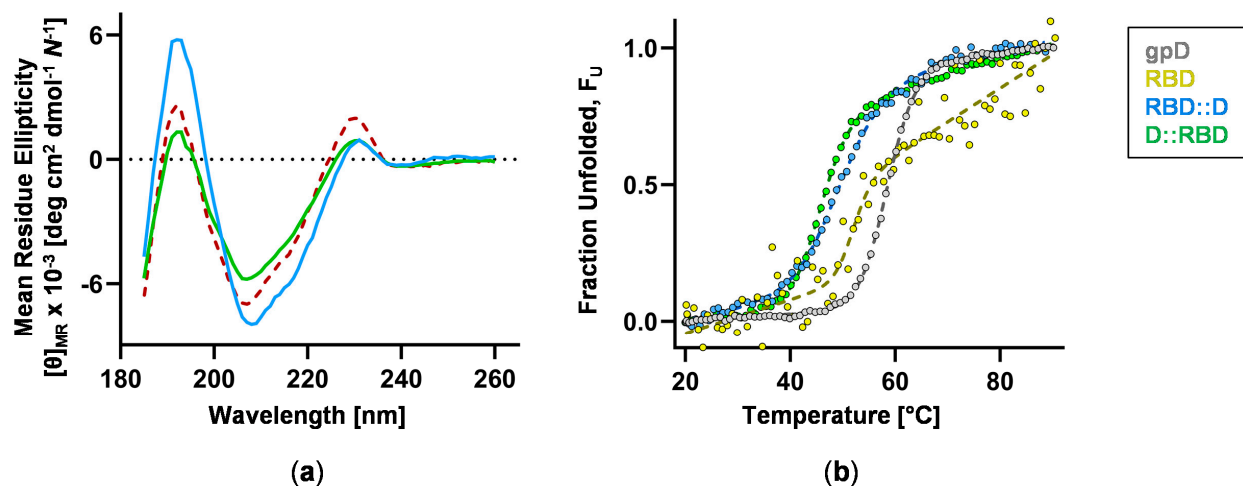 Mean Residue Ellipticity
[θ]MR x 10-3 [deg cm2 dmol-1 N-1]
6
0
-6
180
200
220
240
260
Wavelength [nm]
(a)
Fraction Unfolded, FU
1.0
0.5
0.0
20
40
60
80
Temperature [°C]
(b)
gpD
RBD
RBD::D
D::RBD